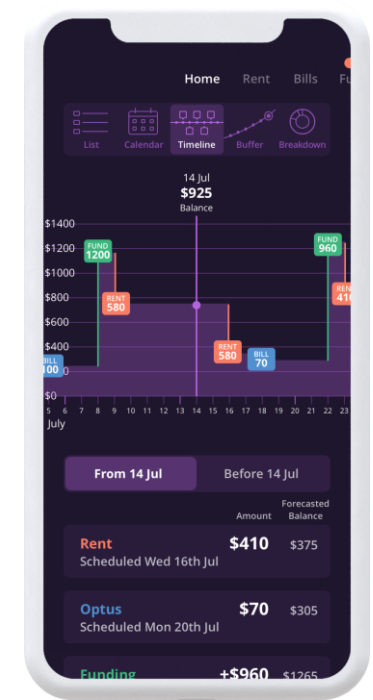 Home Rent Bills Fu
List Calendar Timeline Buffer Breakdown
14 Jul
$925
Balance
$1400
$1200
$1000
$800
$600
$400
$0
FUND
1200
RENT
580
BILL
100
RENT
580
BILL
70
FUND
960
REN
410
5 6 7 8 9 10 11 12 13 14 15 16 17 18 19 20 21 22 23
July
From 14 Jul Before 14 Jul
Amount Forecasted Balance
Rent $410 $375
Scheduled Wed 16th Jul
Optus $70 $305
Scheduled Mon 20th Jul
Funding +$960 $1265